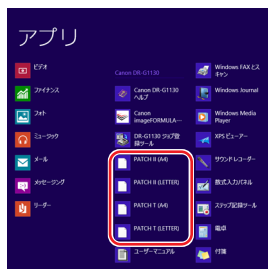 アプリ
ビデオ
ファイナンス
フォト
ミュージック
メール
メッセージング
リーダー
Canon DR-G1130
Canon DR-G1130
ヘルプ
Canon
imageFORMULA…
DR-G1130 ジョブ登
録ツール
PATCH II (A4)
PATCH II (LETTER)
PATCH T (A4)
PATCH T (LETTER)
ユーザーマニュアル
Windows FAX とス
キャン
Windows Journal
Windows Media
Player
XPS ビューアー
サウンド レコーダー
数式入力パネル
ステップ記録ツール
電卓
付箋